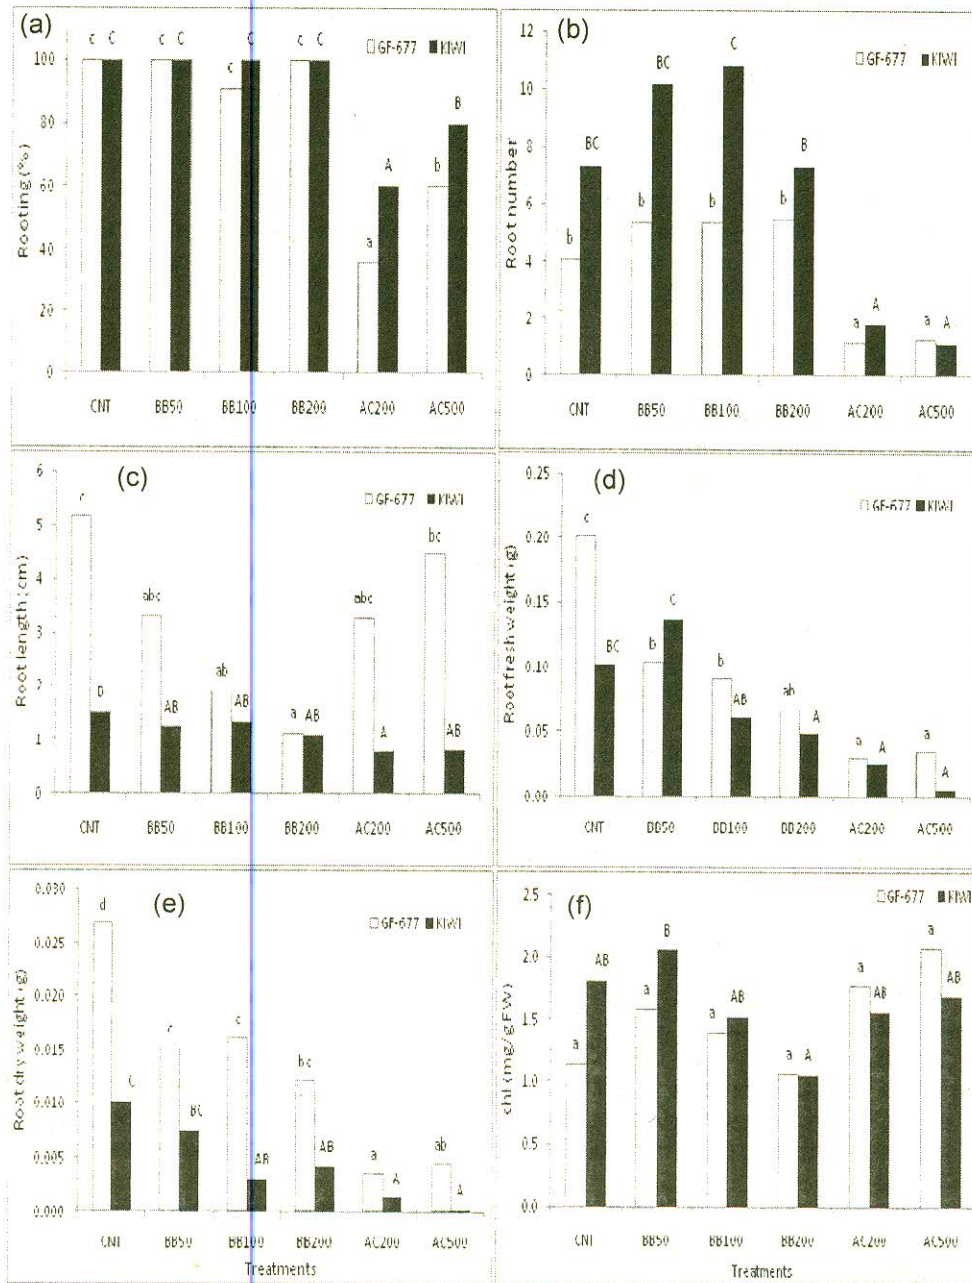 (a)
c C c C c C c C
GF-677 KIWI
100
80
60
40
20
0
Rooting (%)
B
A
b
a
CNT BB50 BB100 BB200 AC200 AC500
(b)
GF-677 KIWI
12
10
8
6
4
2
0
Root number
BC BC C B
b b b b
a A a A
CNT BB50 BB100 BB200 AC200 AC500
(c)
GF-677 KIWI
6
5
4
3
2
1
0
Root length (cm)
c abc ab a AB abc bc
AB AB A AB
CNT BB50 BB100 BB200 AC200 AC500
(d)
GF-677 KIWI
0.25
0.20
0.15
0.10
0.05
0.00
Root fresh weight (g)
c BC b C b AB ab A a A a A
CNT AC200 AC500
(e)
GF-677 KIWI
0.030
0.025
0.020
0.015
0.010
0.005
0.000
Root dry weight (g)
d C c BC c AB bc AB a A ab A
CNT BB50 BB100 BB200 AC200 AC500
Treatments
(f)
GF-677 KIWI
2.5
2.0
1.5
1.0
0.5
0.0
chl (mg/g FW)
a AB a B a AB a A a AB a AB
CNT BB50 BB100 BB200 AC200 AC500
Treatments